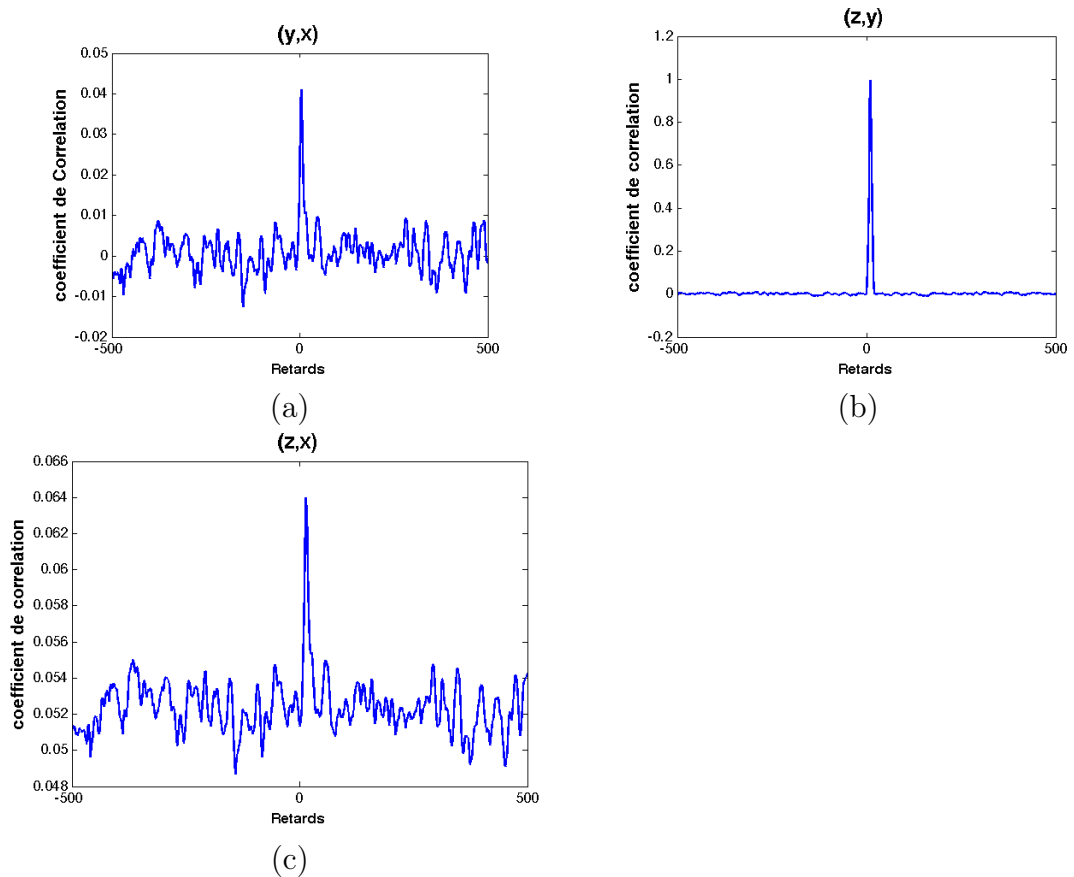 (y,x)
coefficient de Correlation
0.05
0.04
0.03
0.02
0.01
0
-0.01
-0.02
-500
0
500
Retards
(a)
(z,y)
coefficient de correlation
1.2
1
0.8
0.6
0.4
0.2
0
-0.2
-500
0
500
Retards
(b)
(z,x)
coefficient de correlation
0.066
0.064
0.062
0.06
0.058
0.056
0.054
0.052
0.05
0.048
-500
0
500
Retards
(c)